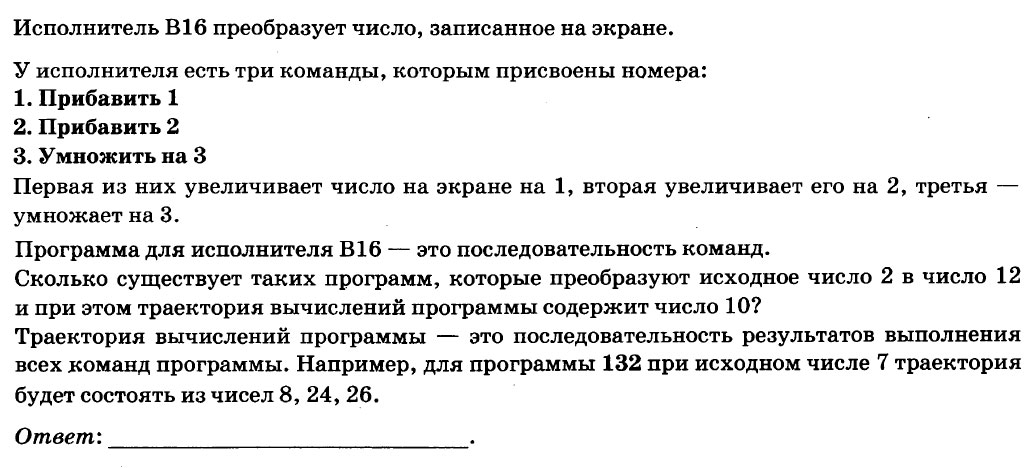 Исполнитель В16 преобразует число, записанное на экране.
У исполнителя есть три команды, которым присвоены номера:
1. Прибавить 1
2. Прибавить 2
3. Умножить на 3
Первая из них увеличивает число на экране на 1, вторая увеличивает его на 2, третья —
умножает на 3.
Программа для исполнителя В16 — это последовательность команд.
Сколько существует таких программ, которые преобразуют исходное число 2 в число 12
и при этом траектория вычислений программы содержит число 10?
Траектория вычислений программы — это последовательность результатов выполнения
всех команд программы. Например, для программы 132 при исходном числе 7 траектория
будет состоять из чисел 8, 24, 26.
Ответ: ______________________________.